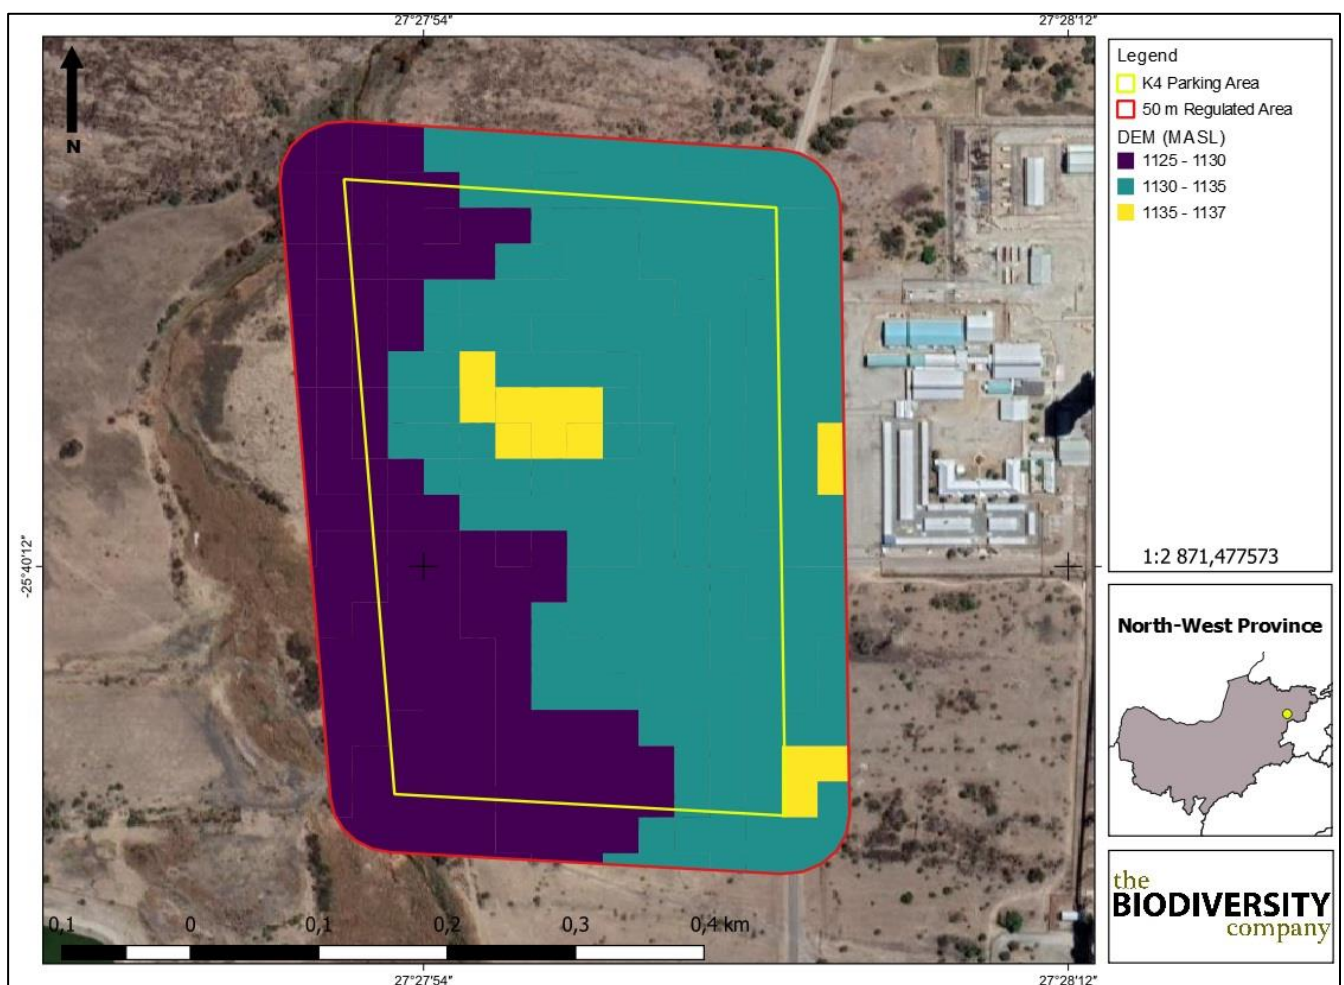 27°27'54" 27°28'12"
N
Legend
K4 Parking Area
50 m Regulated Area
DEM (MASL)
1125 - 1130
1130 - 1135
1135 - 1137
-25°40'12"
1:2 871,477573
North-West Province
0,1 0 0,1 0,2 0,3 0,4 km
the
BIODIVERSITY
company
27°27'54" 27°28'12"